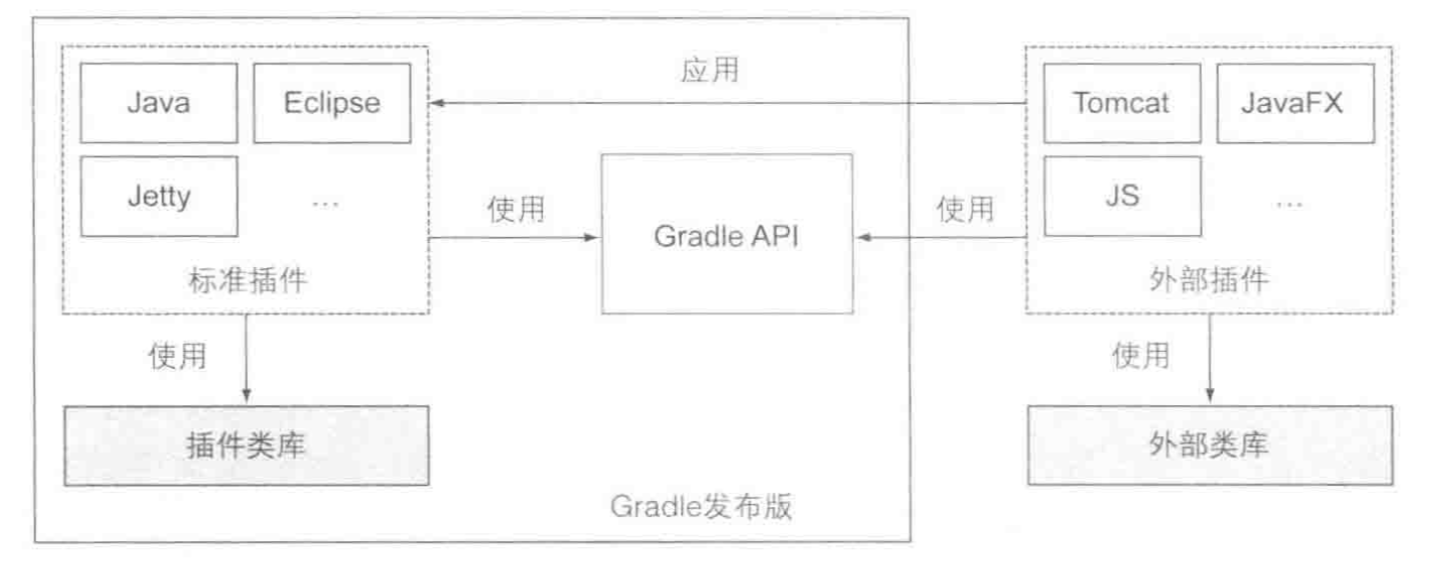 应用
Java
Eclipse
Tomcat
JavaFX
Jetty
...
使用
Gradle API
使用
JS
...
标准插件
外部插件
使用
使用
插件类库
外部类库
Gradle发布版